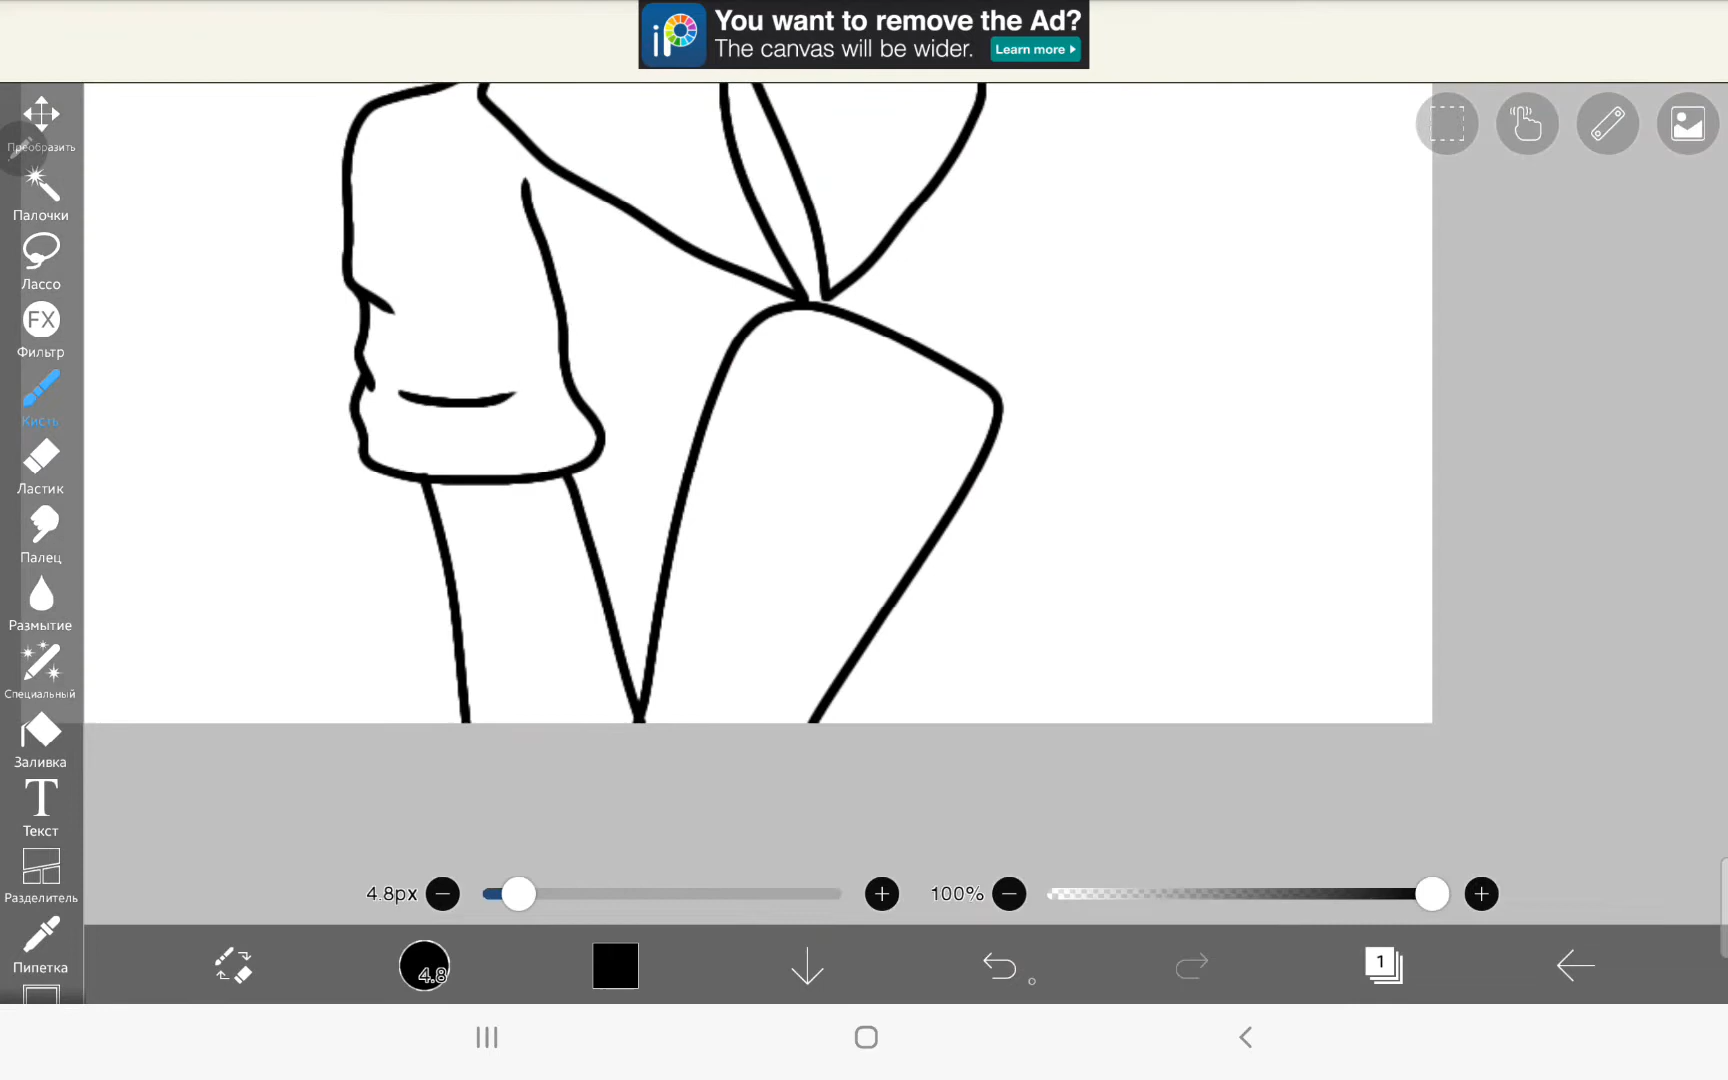 iP
You want to remove the Ad?
The canvas will be wider.
Learn more
Преобразить
Палочки
Лассо
FX
Фильтр
Кисть
Ластик
Палец
Размытие
Специальный
Заливка
T
Текст
Разделитель
Пипетка
4.8px
100%
4.8
1